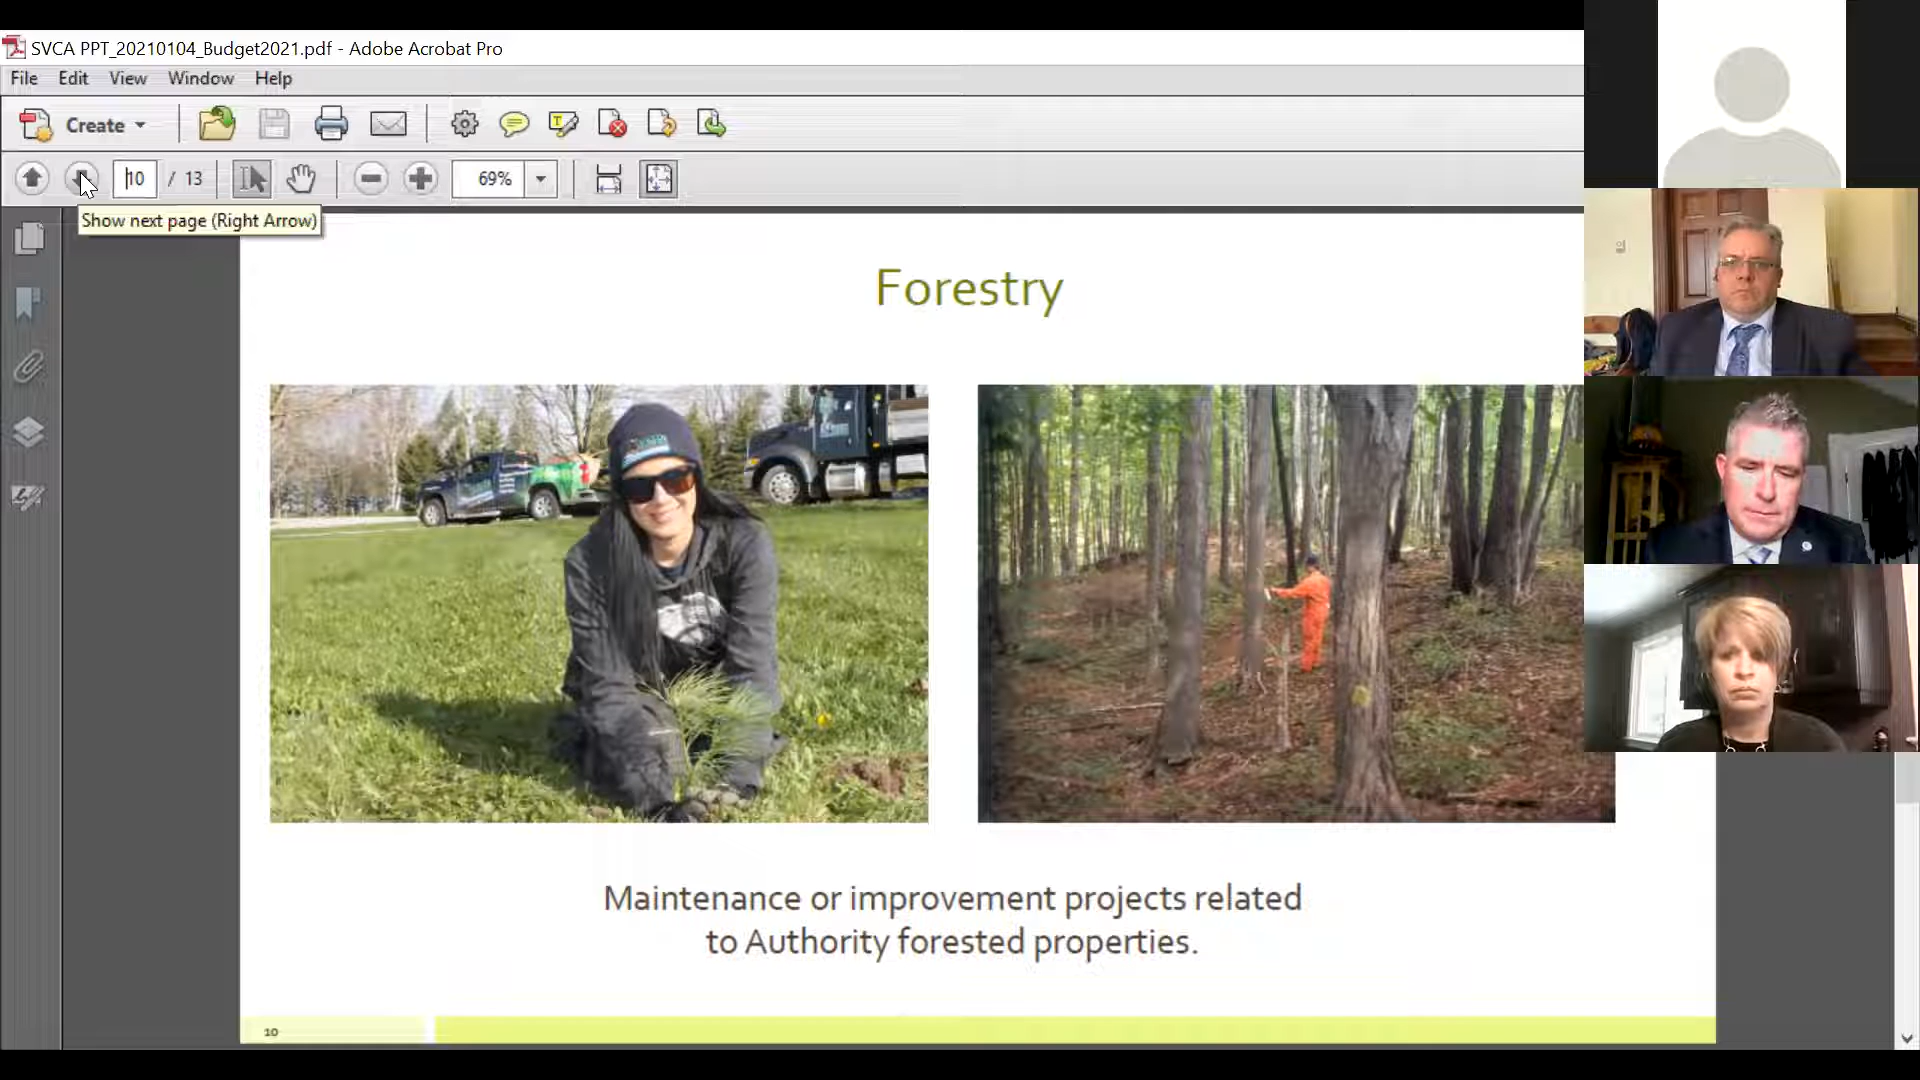 SVCA PPT_20210104_Budget2021.pdf - Adobe Acrobat Pro
File Edit View Window Help
Create
10 / 13
69%
Show next page (Right Arrow)
Forestry
Maintenance or improvement projects related
to Authority forested properties.
10